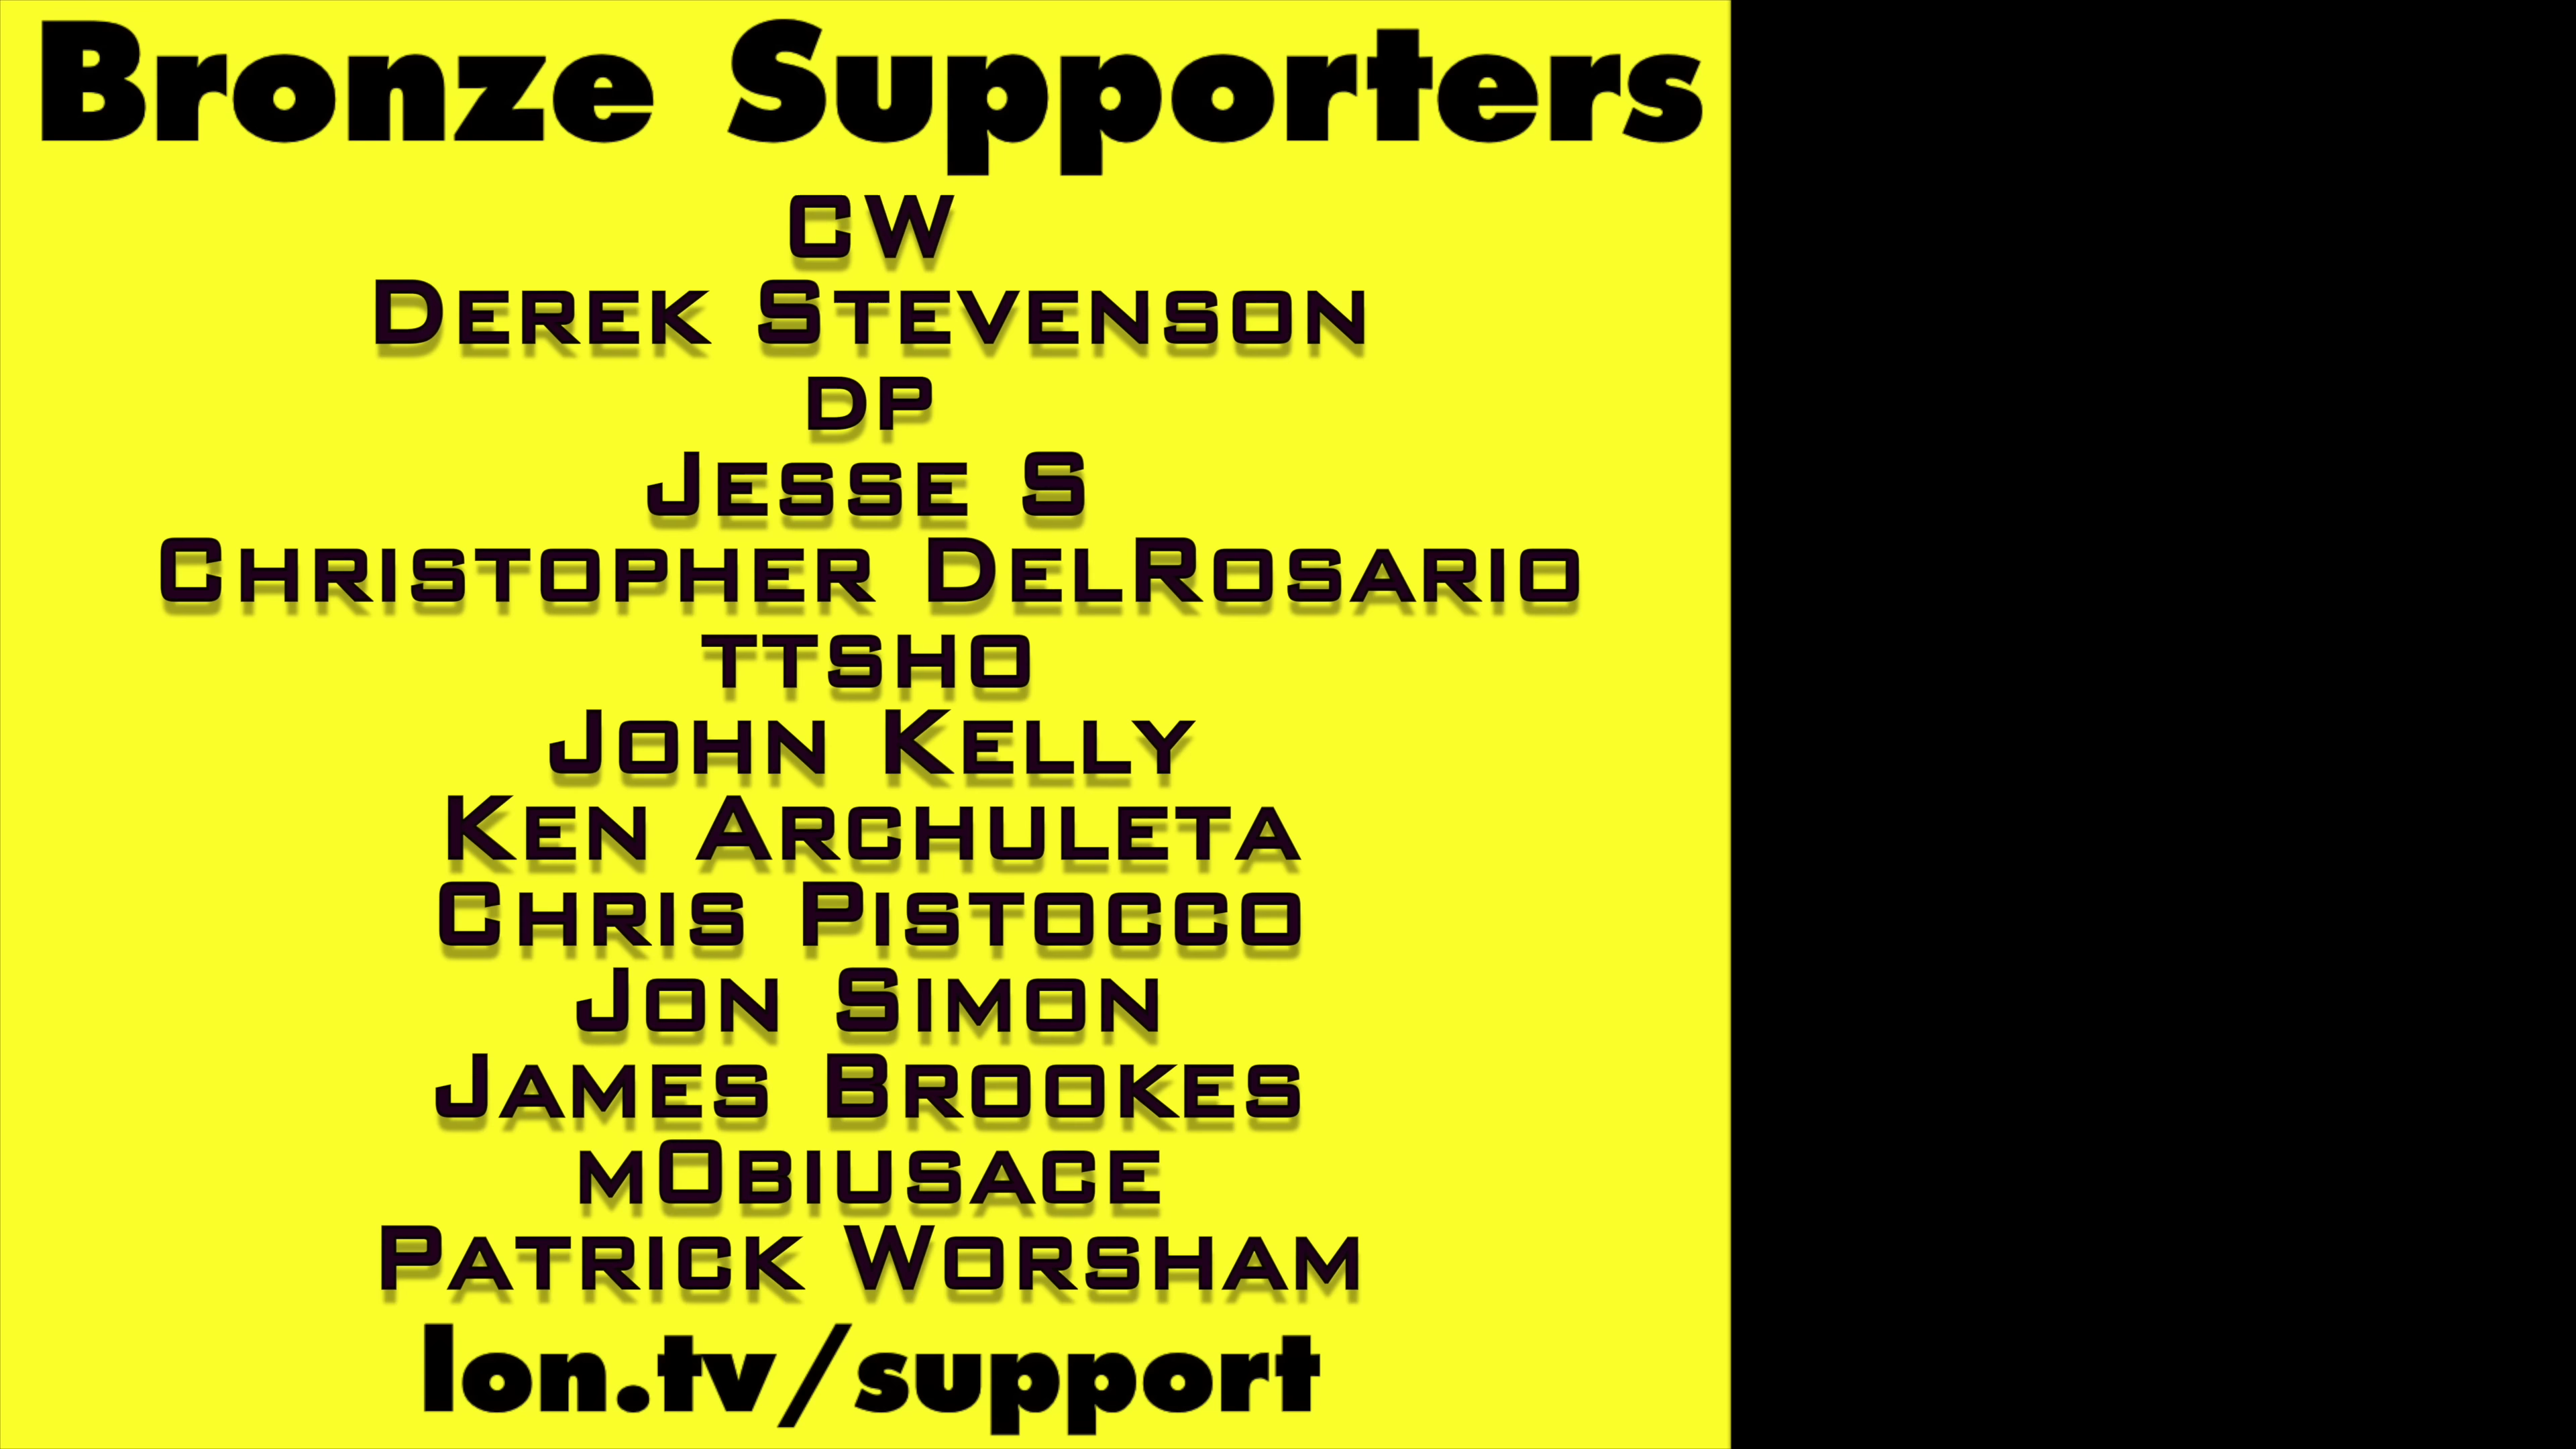 Bronze Supporters
CW
Derek Stevenson
dp
Jesse S
Christopher DelRosario
ttsho
John Kelly
Ken Archuleta
Chris Pistocco
Jon Simon
James Brookes
m0biusace
Patrick Worsham
lon.tv/support